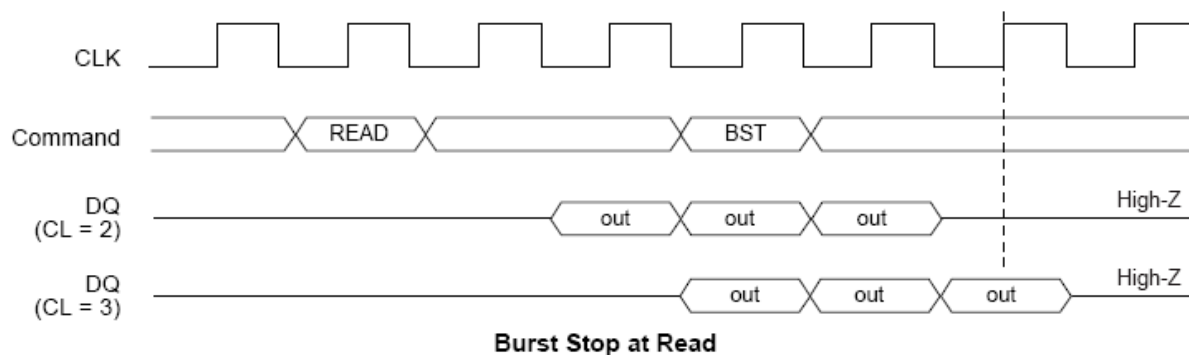 CLK
Command
READ
BST
DQ
(CL = 2)
out
out
out
High-Z
DQ
(CL = 3)
out
out
out
High-Z
Burst Stop at Read